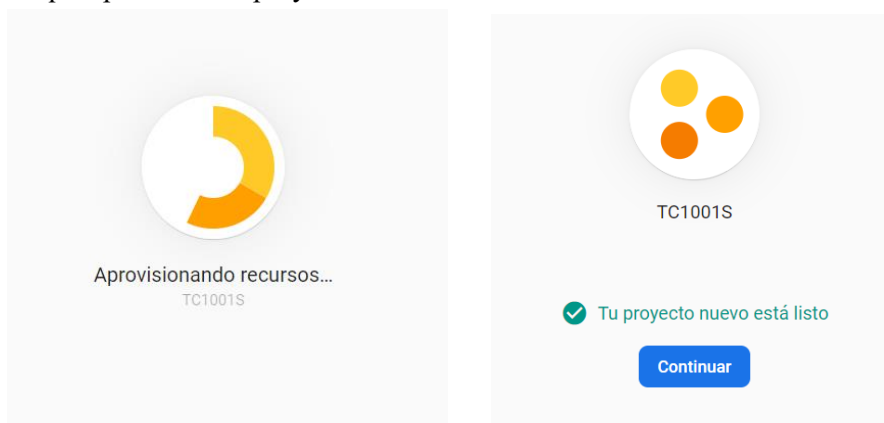 Aprovisionando recursos...
TC1001S
TC1001S
Tu proyecto nuevo está listo
Continuar